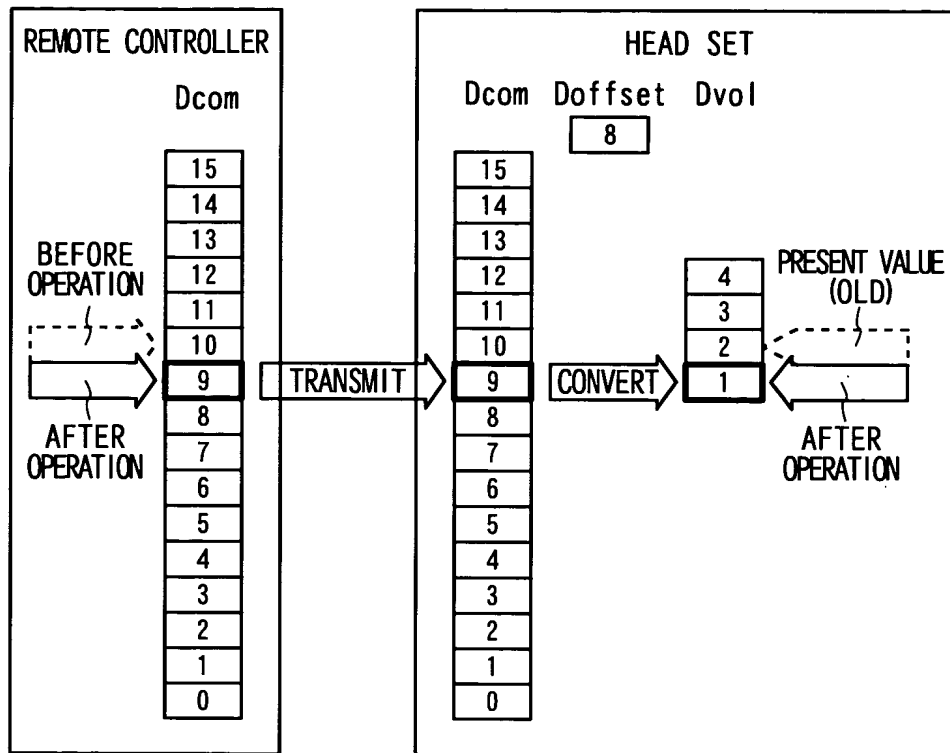 REMOTE CONTROLLER
Dcom
15
14
13
12
11
10
9
8
7
6
5
4
3
2
1
0
BEFORE
OPERATION
AFTER
OPERATION
TRANSMIT
HEAD SET
Dcom Doffset Dvol
8
15
14
13
12
11
10
9
8
7
6
5
4
3
2
1
0
CONVERT
4
3
2
1
PRESENT VALUE
(OLD)
AFTER
OPERATION